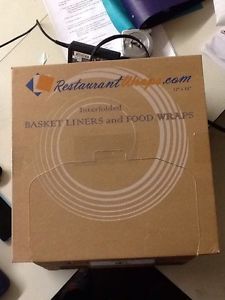 RestaurantWraps.com
12" x 12"
Interfolded
BASKET LINERS and FOOD WRAPS